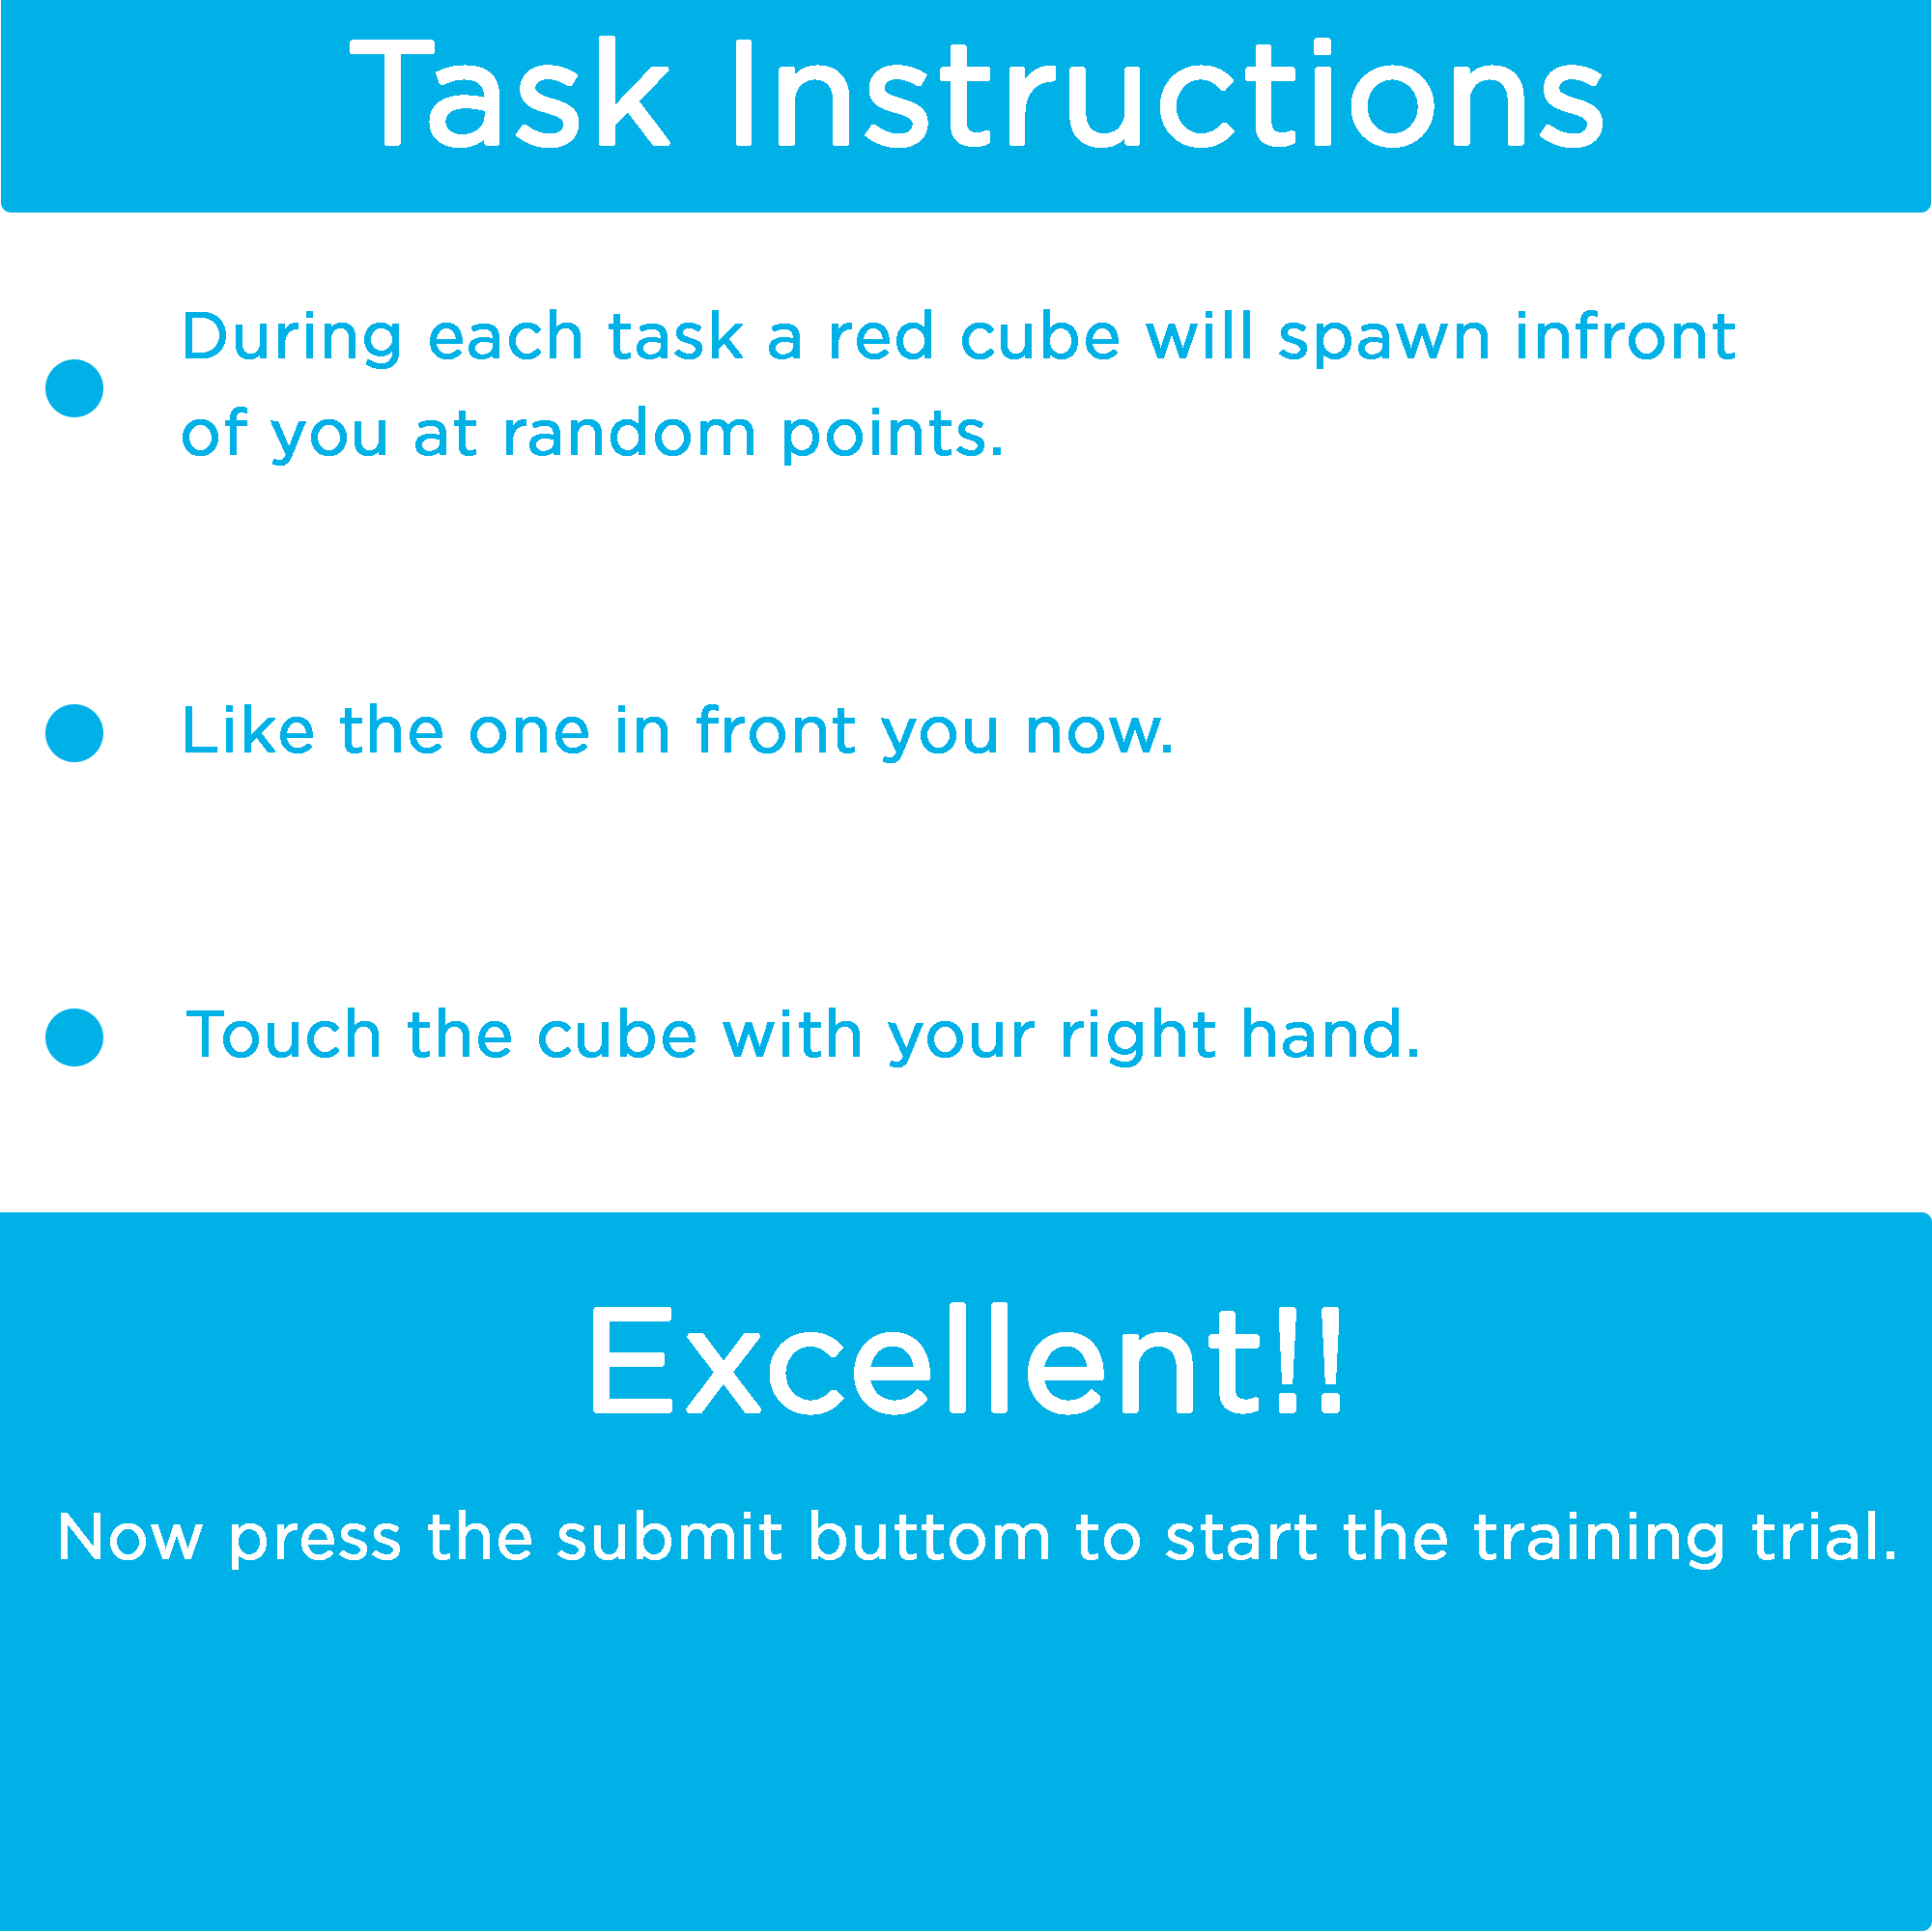 Task Instructions
During each task a red cube will spawn infront
of you at random points.
Like the one in front you now.
Touch the cube with your right hand.
Excellent!!
Now press the submit buttom to start the training trial.